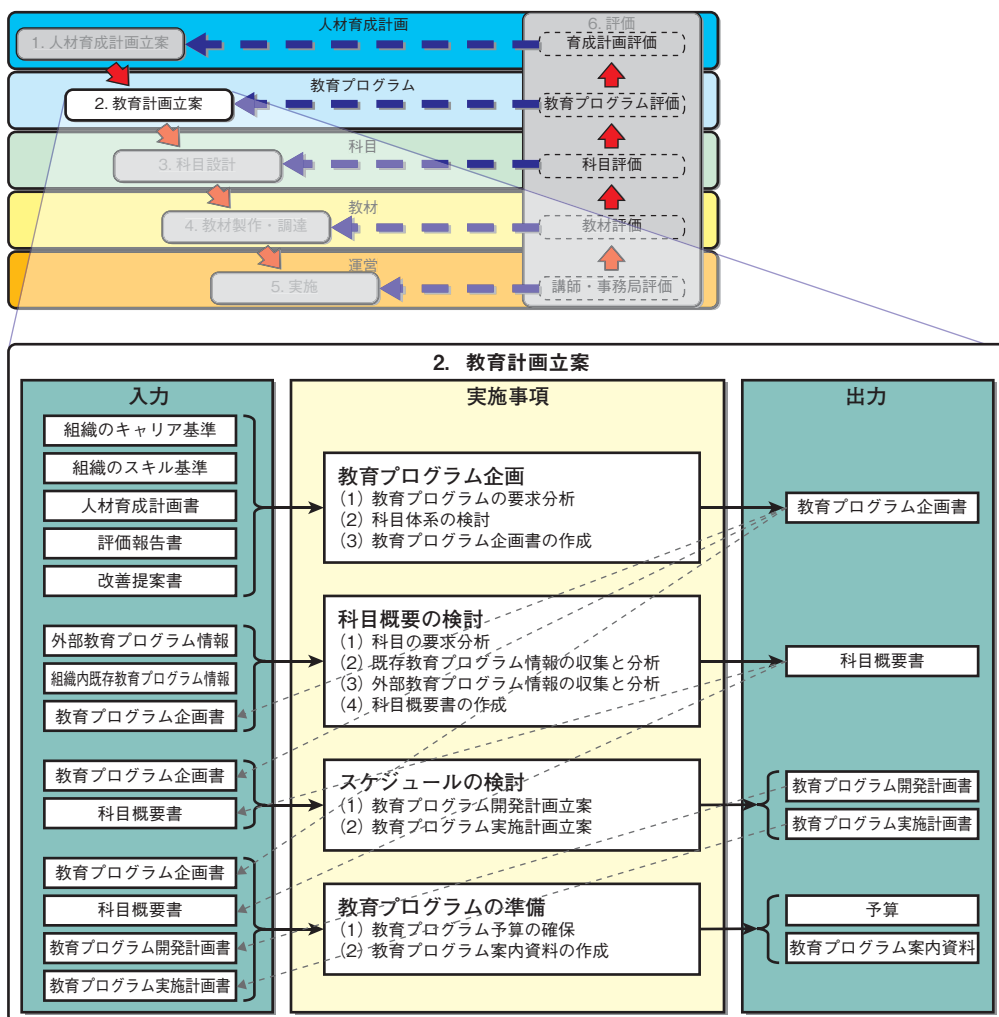 人材育成計画
6. 評価
1. 人材育成計画立案
育成計画評価
教育プログラム
2. 教育計画立案
教育プログラム評価
科目
3. 科目設計
科目評価
教材
4. 教材製作・調達
教材評価
運営
5. 実施
講師・事務局評価
2. 教育計画立案
入力
組織のキャリア基準
組織のスキル基準
人材育成計画書
評価報告書
改善提案書
外部教育プログラム情報
組織内既存教育プログラム情報
教育プログラム企画書
教育プログラム企画書
科目概要書
教育プログラム企画書
科目概要書
教育プログラム開発計画書
教育プログラム実施計画書
実施事項
教育プログラム企画
(1) 教育プログラムの要求分析
(2) 科目体系の検討
(3) 教育プログラム企画書の作成
科目概要の検討
(1) 科目の要求分析
(2) 既存教育プログラム情報の収集と分析
(3) 外部教育プログラム情報の収集と分析
(4) 科目概要書の作成
スケジュールの検討
(1) 教育プログラム開発計画立案
(2) 教育プログラム実施計画立案
教育プログラムの準備
(1) 教育プログラム予算の確保
(2) 教育プログラム案内資料の作成
出力
教育プログラム企画書
科目概要書
教育プログラム開発計画書
教育プログラム実施計画書
予算
教育プログラム案内資料